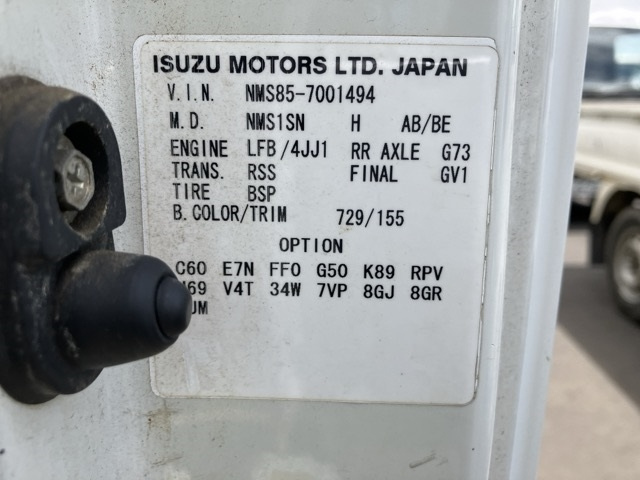 ISUZU MOTORS LTD. JAPAN
V.I.N. NMS85-7001494
M.D. NMS1SN H AB/BE
ENGINE LFB/4JJ1 RR AXLE G73
TRANS. RSS FINAL GV1
TIRE BSP
B.COLOR/TRIM 729/155
OPTION
C60 E7N FF0 G50 K89 RPV
V4T 34W 7VP 8GJ 8GR